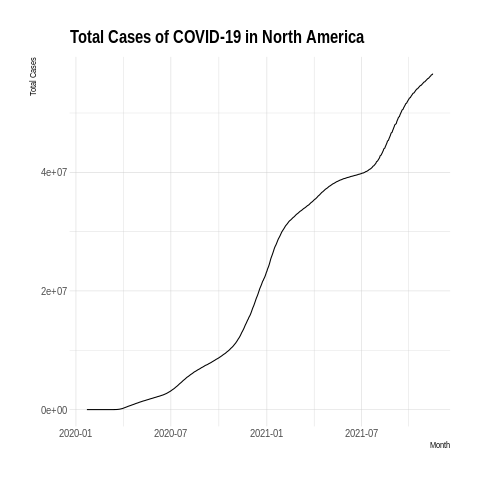 Total Cases of COVID-19 in North America
Total Cases
4e+07
2e+07
0e+00
2020-01 2020-07 2021-01 2021-07
Month